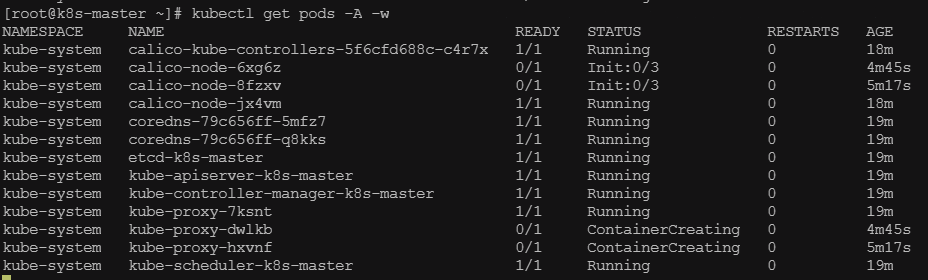 [root@k8s-master ~]# kubectl get pods -A -w
NAMESPACE NAME READY STATUS RESTARTS AGE
kube-system calico-kube-controllers-5f6cfd688c-c4r7x 1/1 Running 0 18m
kube-system calico-node-6xg6z 0/1 Init:0/3 0 4m45s
kube-system calico-node-8fzxv 0/1 Init:0/3 0 5m17s
kube-system calico-node-jx4vm 1/1 Running 0 18m
kube-system coredns-79c656ff-5mfz7 1/1 Running 0 19m
kube-system coredns-79c656ff-q8kks 1/1 Running 0 19m
kube-system etcd-k8s-master 1/1 Running 0 19m
kube-system kube-apiserver-k8s-master 1/1 Running 0 19m
kube-system kube-controller-manager-k8s-master 1/1 Running 0 19m
kube-system kube-proxy-7ksnt 1/1 Running 0 19m
kube-system kube-proxy-dwlkb 0/1 ContainerCreating 0 4m45s
kube-system kube-proxy-hxvnf 0/1 ContainerCreating 0 5m17s
kube-system kube-scheduler-k8s-master 1/1 Running 0 19m